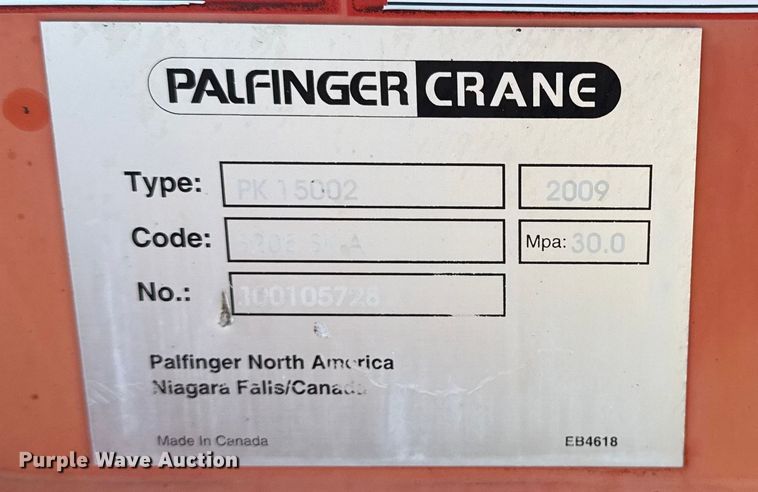 PALFINGER CRANE
Type: PK 15002 2009
Code: Mpa: 30.0
No.: 100105728
Palfinger North America
Niagara Falls/Canada
Made In Canada EB4618
Purple Wave Auction